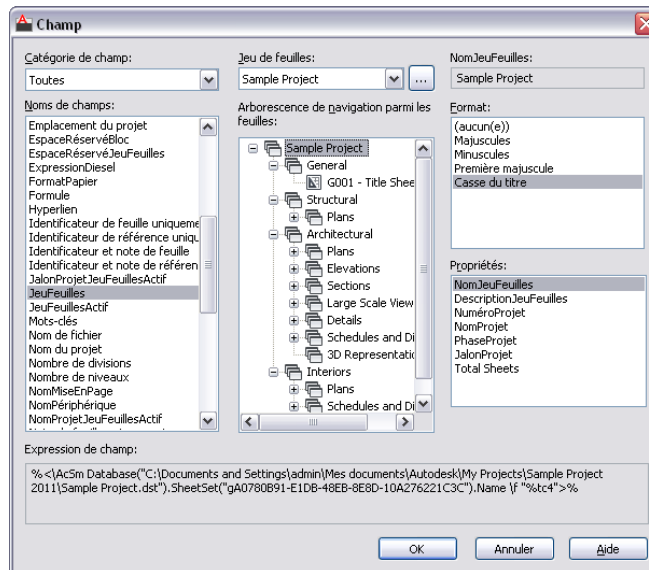 Champ
Catégorie de champ:
Toutes
Noms de champs:
Emplacement du projet
EspaceRéservéBloc
EspaceRéservéJeuFeuilles
ExpressionDiesel
FormatPapier
Formule
Hyperlien
Identificateur de feuille uniqueme
Identificateur de référence uniqu
Identificateur et note de feuille
Identificateur et note de référen
JalonProjetJeuFeuillesActif
JeuFeuilles
JeuFeuillesActif
Mots-clés
Nom de fichier
Nom du projet
Nombre de divisions
Nombre de niveaux
NomMiseEnPage
NomPériphérique
NomProjetJeuFeuillesActif
Jeu de feuilles:
Sample Project
...
Arborescence de navigation parmi les
feuilles:
Sample Project
General
G001 - Title Shee
Structural
Plans
Architectural
Plans
Elevations
Sections
Large Scale View
Details
Schedules and Di
3D Representatic
Interiors
Plans
Schedules and Di
NomJeuFeuilles:
Sample Project
Format:
(aucun(e))
Majuscules
Minuscules
Première majuscule
Casse du titre
Propriétés:
NomJeuFeuilles
DescriptionJeuFeuilles
NuméroProjet
NomProjet
PhaseProjet
JalonProjet
Total Sheets
Expression de champ:
%<\AcSm Database("C:\Documents and Settings\admin\Mes documents\Autodesk\My Projects\Sample Project
2011\Sample Project.dst").SheetSet("gA0780B91-E1DB-48EB-8E8D-10A276221C3C").Name \f "%tc4">%
OK
Annuler
Aide